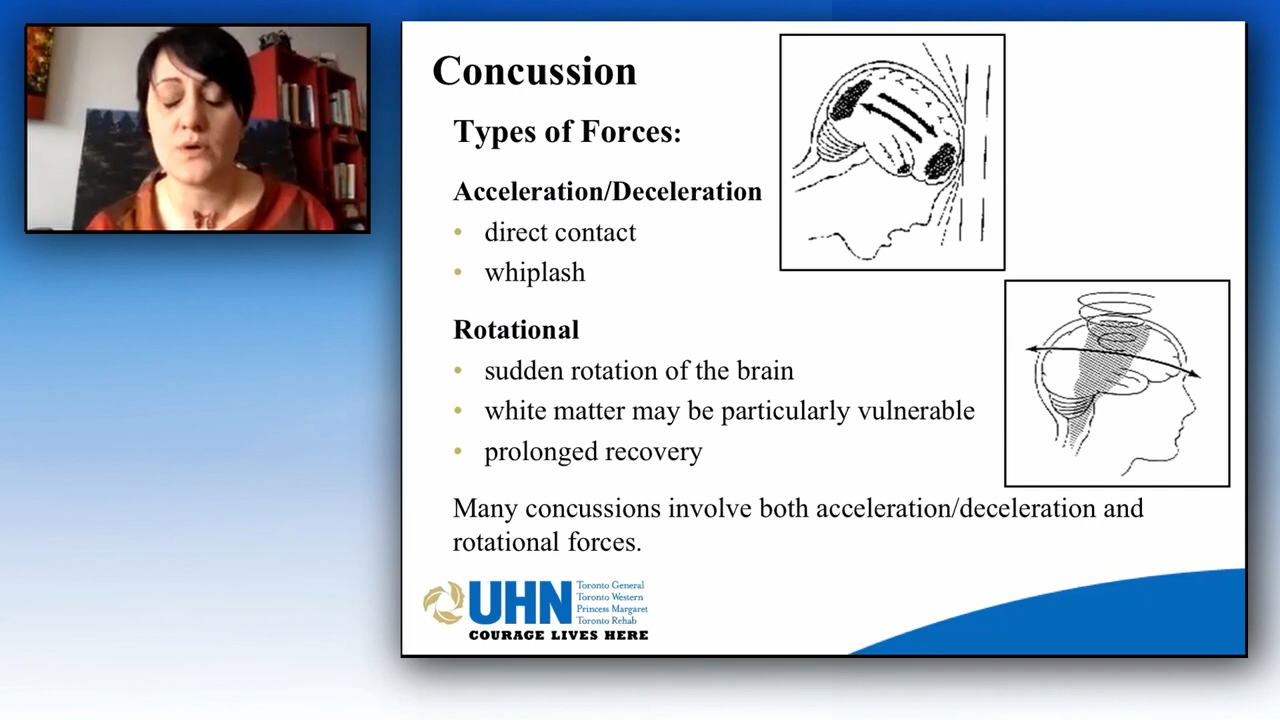 Concussion
Types of Forces:
Acceleration/Deceleration
• direct contact
• whiplash
Rotational
• sudden rotation of the brain
• white matter may be particularly vulnerable
• prolonged recovery
Many concussions involve both acceleration/deceleration and
rotational forces.
UHN
Toronto General
Toronto Western
Princess Margaret
Toronto Rehab
COURAGE LIVES HERE